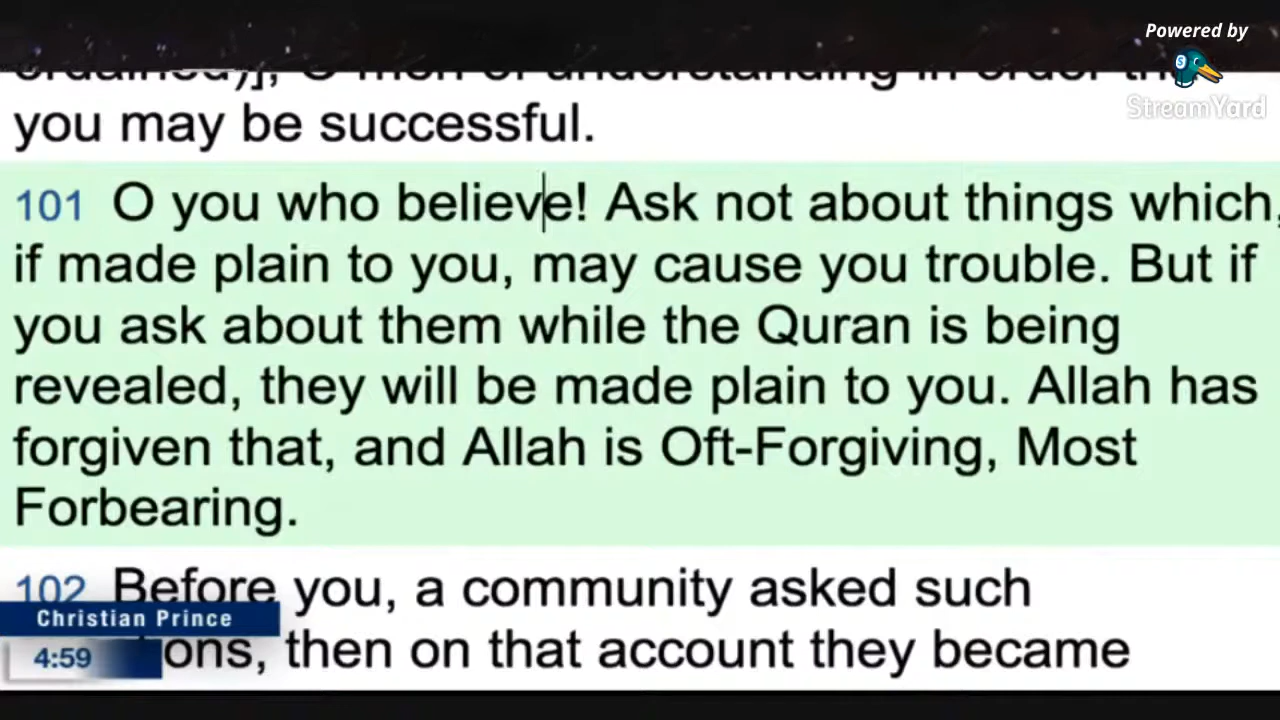 Powered by
StreamYard
you may be successful.
101 O you who believe! Ask not about things which,
if made plain to you, may cause you trouble. But if
you ask about them while the Quran is being
revealed, they will be made plain to you. Allah has
forgiven that, and Allah is Oft-Forgiving, Most
Forbearing.
102 Before you, a community asked such
then on that account they became
Christian Prince
4:59